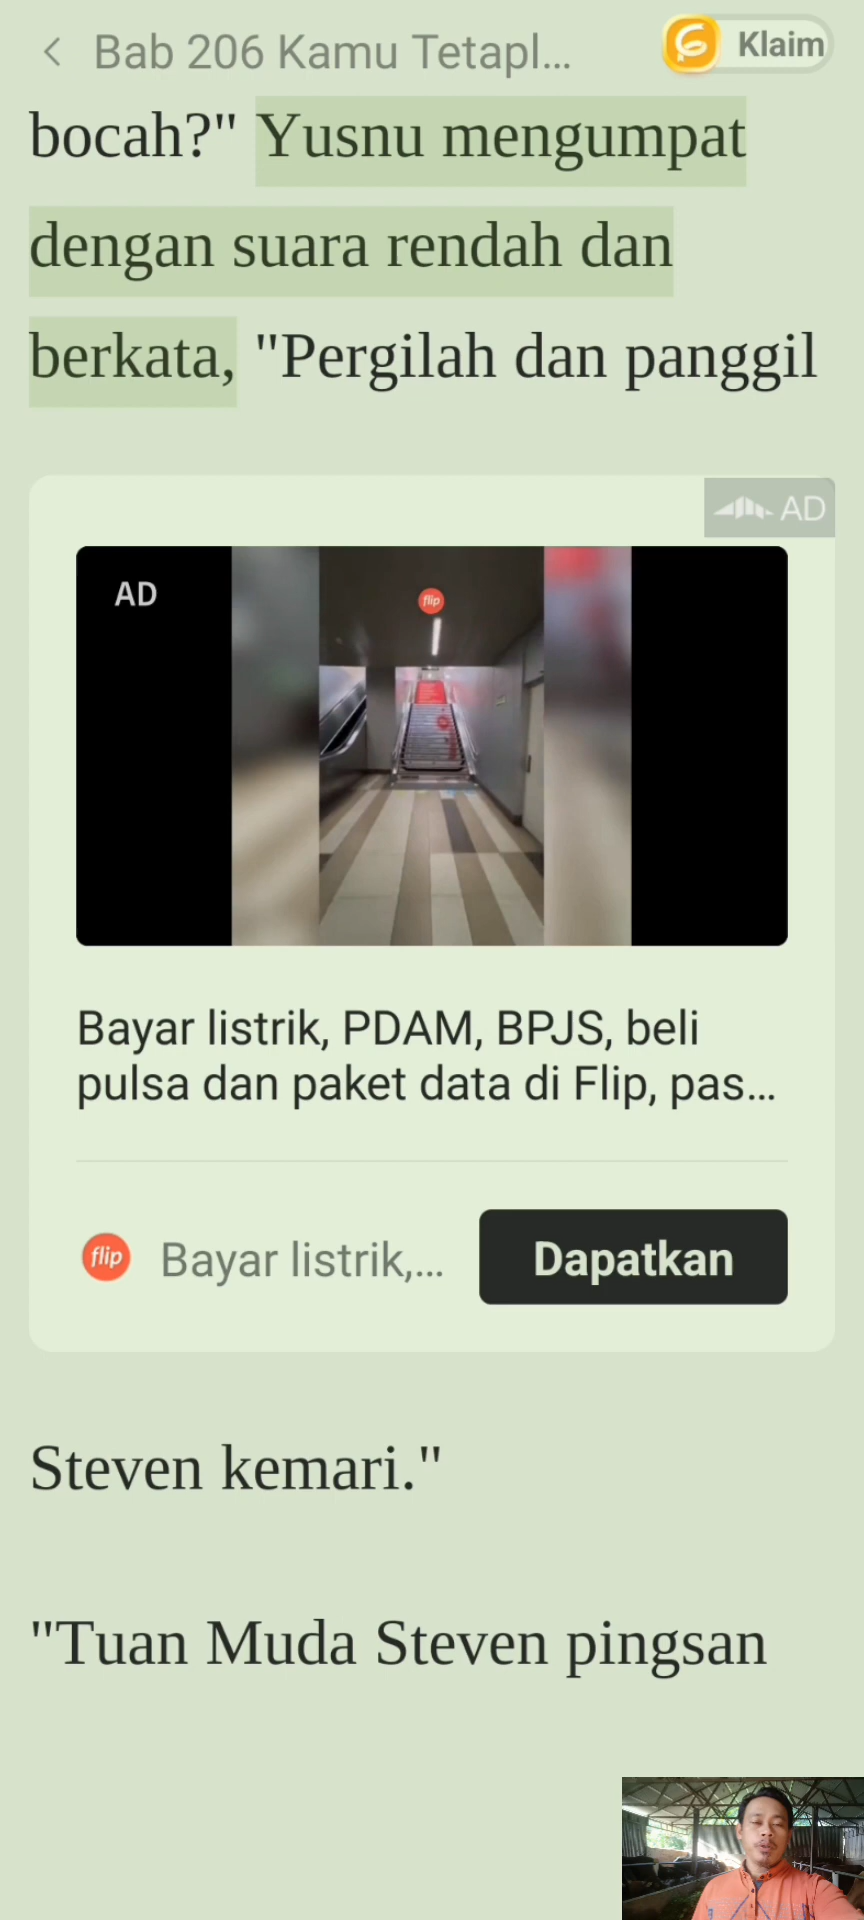 Bab 206 Kamu Tetapl...
Klaim
bocah?" Yusnu mengumpat
dengan suara rendah dan
berkata, "Pergilah dan panggil
AD
AD
flip
Bayar listrik, PDAM, BPJS, beli
pulsa dan paket data di Flip, pas...
flip
Bayar listrik,...
Dapatkan
Steven kemari."
"Tuan Muda Steven pingsan